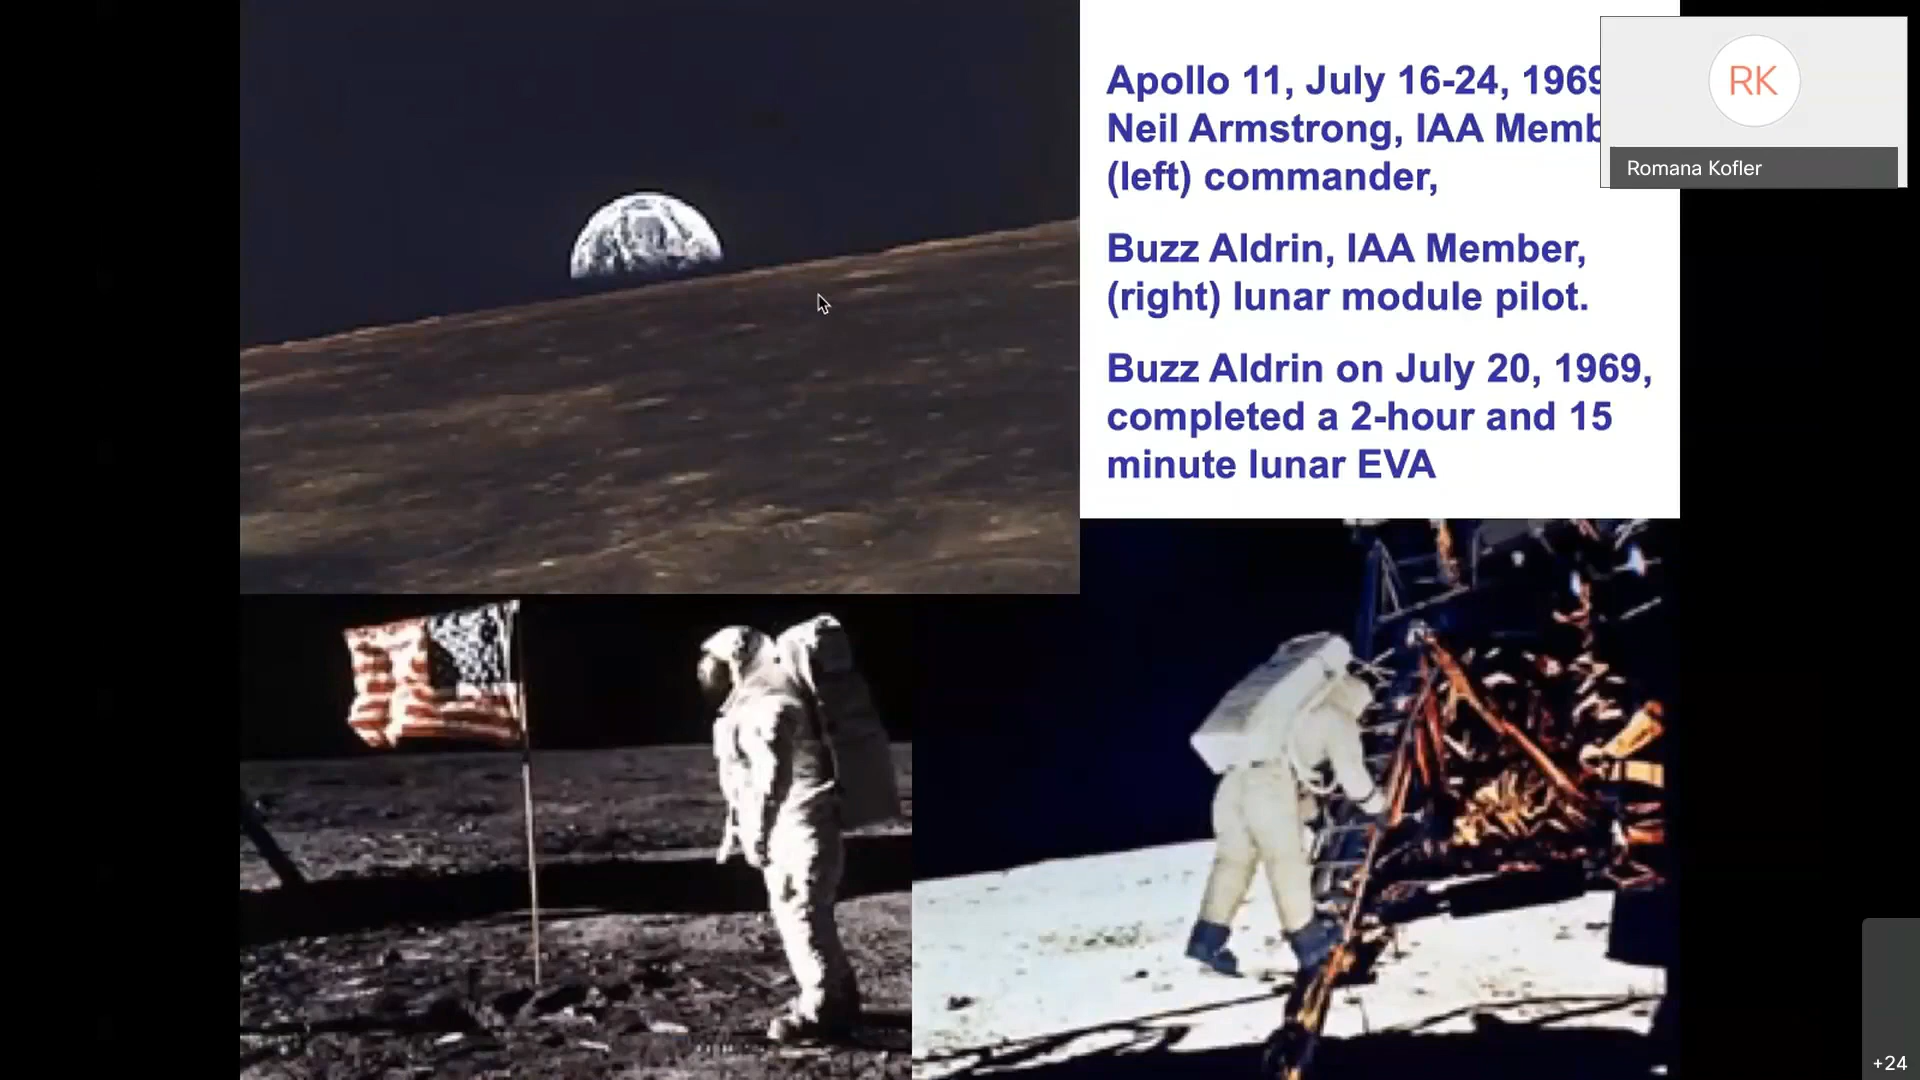 Apollo 11, July 16-24, 1969
Neil Armstrong, IAA Memb
(left) commander,
Buzz Aldrin, IAA Member,
(right) lunar module pilot.
Buzz Aldrin on July 20, 1969,
completed a 2-hour and 15
minute lunar EVA
RK
Romana Kofler
+24